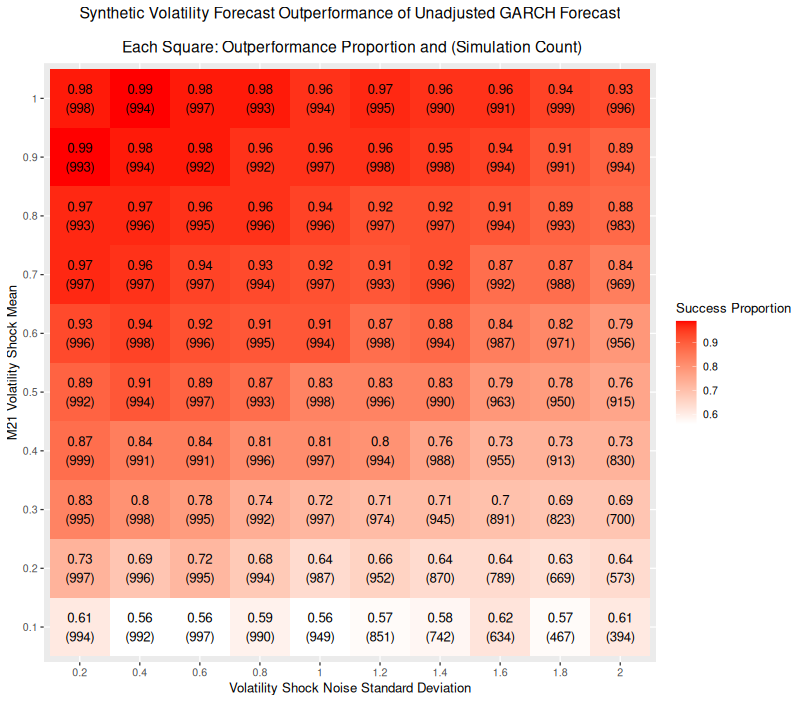 Synthetic Volatility Forecast Outperformance of Unadjusted GARCH Forecast
Each Square: Outperformance Proportion and (Simulation Count)
M21 Volatility Shock Mean
1
0.98 0.99 0.98 0.98 0.96 0.97 0.96 0.96 0.94 0.93
(998) (994) (997) (993) (994) (995) (990) (991) (999) (996)
0.9
0.99 0.98 0.98 0.96 0.96 0.96 0.95 0.94 0.91 0.89
(993) (994) (992) (992) (997) (998) (998) (994) (991) (994)
0.8
0.97 0.97 0.96 0.96 0.94 0.92 0.92 0.91 0.89 0.88
(993) (996) (995) (996) (996) (997) (997) (994) (993) (983)
0.7
0.97 0.96 0.94 0.93 0.92 0.91 0.92 0.87 0.87 0.84
(997) (997) (997) (994) (997) (993) (996) (992) (988) (969)
0.6
0.93 0.94 0.92 0.91 0.91 0.87 0.88 0.84 0.82 0.79
(996) (998) (996) (995) (994) (998) (994) (987) (971) (956)
0.5
0.89 0.91 0.89 0.87 0.83 0.83 0.83 0.79 0.78 0.76
(992) (994) (997) (993) (998) (996) (990) (963) (950) (915)
0.4
0.87 0.84 0.84 0.81 0.81 0.8 0.76 0.73 0.73 0.73
(999) (991) (991) (996) (997) (994) (988) (955) (913) (830)
0.3
0.83 0.8 0.78 0.74 0.72 0.71 0.71 0.7 0.69 0.69
(995) (998) (995) (992) (997) (974) (945) (891) (823) (700)
0.2
0.73 0.69 0.72 0.68 0.64 0.66 0.64 0.64 0.63 0.64
(997) (996) (995) (994) (987) (952) (870) (789) (669) (573)
0.1
0.61 0.56 0.56 0.59 0.56 0.57 0.58 0.62 0.57 0.61
(994) (992) (997) (990) (949) (851) (742) (634) (467) (394)
0.2 0.4 0.6 0.8 1 1.2 1.4 1.6 1.8 2
Volatility Shock Noise Standard Deviation
Success Proportion
0.9
0.8
0.7
0.6